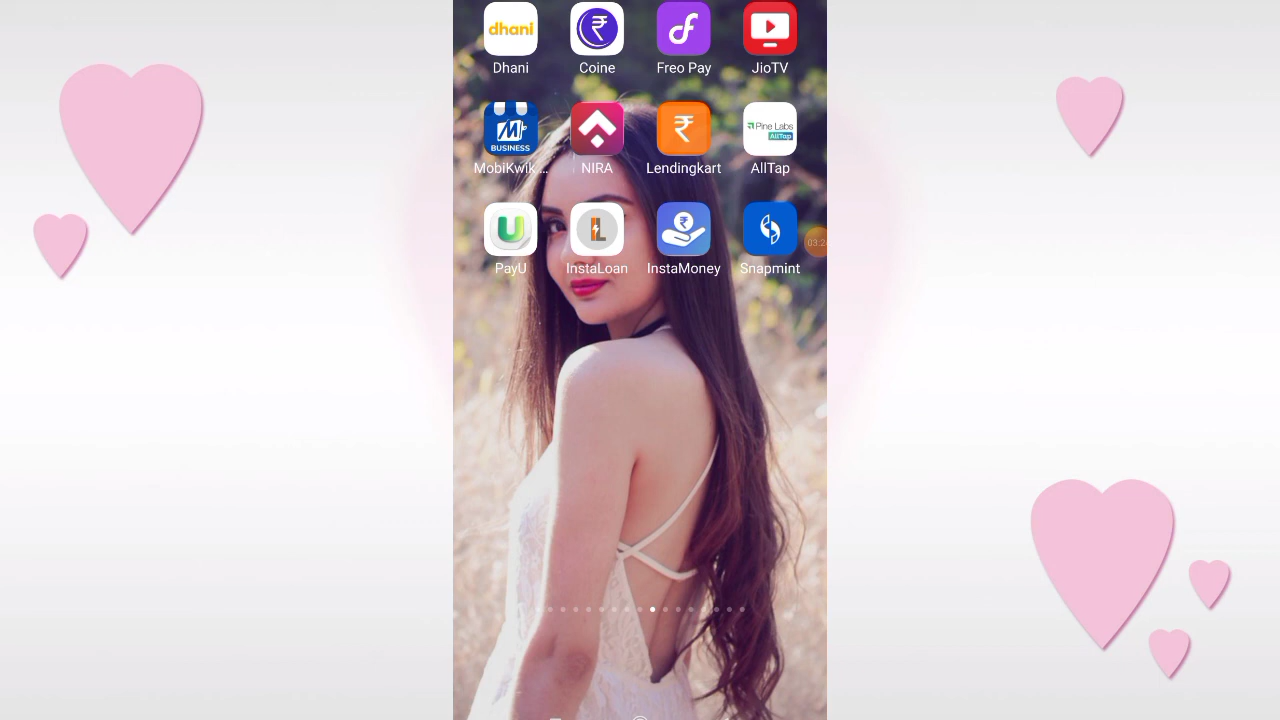 dhani
Dhani
Coine
Freo Pay
JioTV
BUSINESS
MobiKwik...
NIRA
Lendingkart
Pine Labs
AllTap
AllTap
U
PayU
InstaLoan
InstaMoney
Snapmint